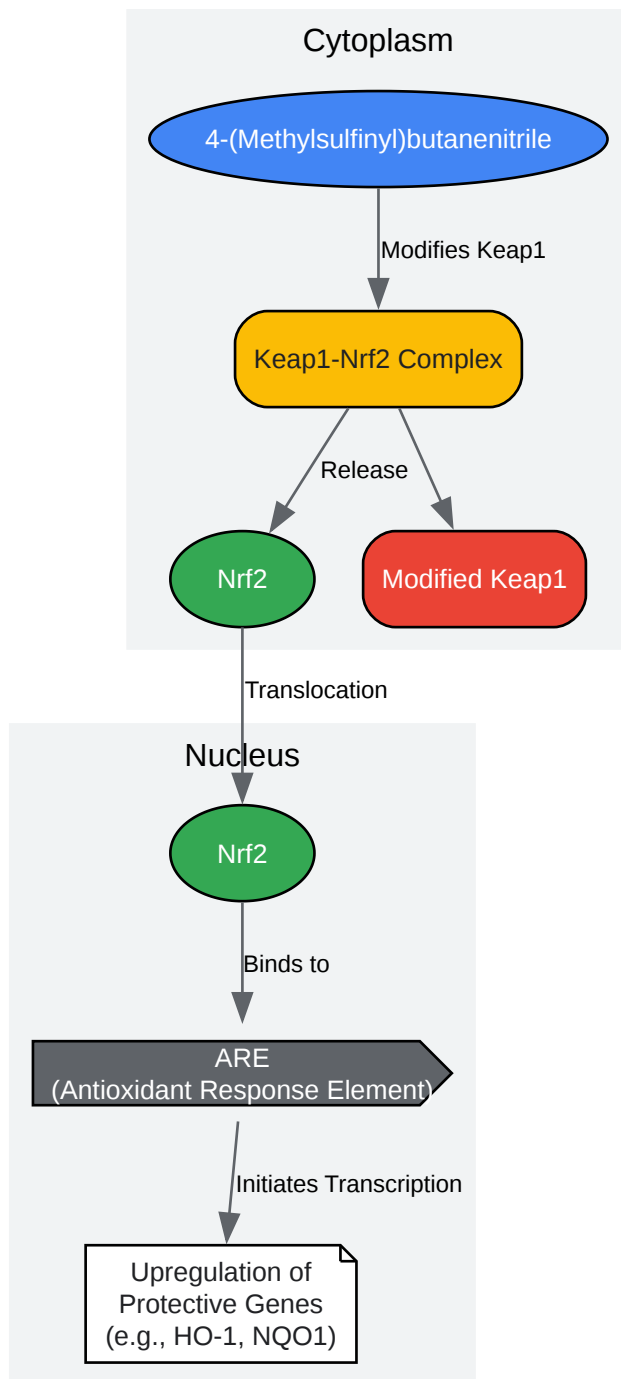 Cytoplasm
4-(Methylsulfinyl)butanenitrile
Modifies Keap1
Keap1-Nrf2 Complex
Release
Nrf2
Modified Keap1
Translocation
Nucleus
Nrf2
Binds to
ARE
(Antioxidant Response Element)
Initiates Transcription
Upregulation of
Protective Genes
(e.g., HO-1, NQO1)